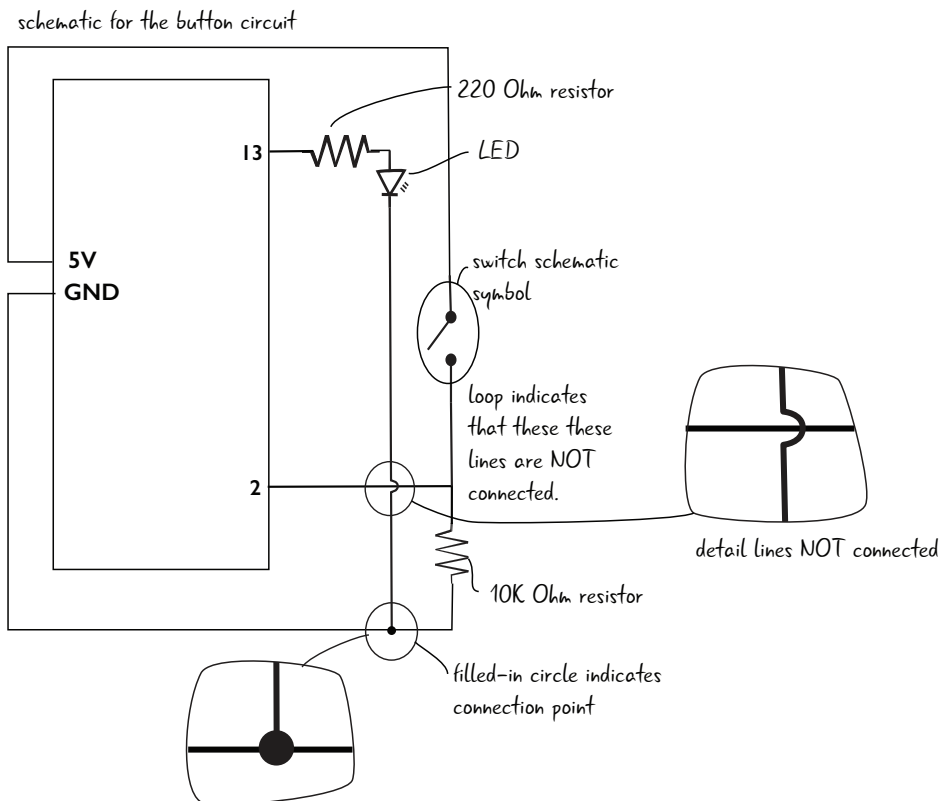 schematic for the button circuit
220 Ohm resistor
13
LED
5V
GND
switch schematic
symbol
loop indicates
that these these
lines are NOT
connected.
2
detail lines NOT connected
10K Ohm resistor
filled-in circle indicates
connection point